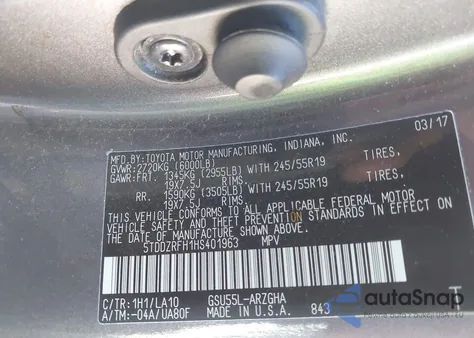 MFD.BY: TOYOTA MOTOR MANUFACTURING, INDIANA, INC. 03/17
GVWR:2720KG (6000LB)
GAWR:FRT. 1345KG (2955LB) WITH 245/55R19 TIRES,
19X7.5J RIMS,
RR. 1590KG (3505LB) WITH 245/55R19 TIRES,
19X7.5J RIMS.
THIS VEHICLE CONFORMS TO ALL APPLICABLE FEDERAL MOTOR
VEHICLE SAFETY AND THEFT PREVENTION STANDARDS IN EFFECT ON
THE DATE OF MANUFACTURE SHOWN ABOVE.
5TDDZRFH1HS401963 MPV
C/TR: 1H1/LA10 GSU55L-ARZGHA T
A/TM:-04A/UA80F MADE IN U.S.A. 843
autoSnap